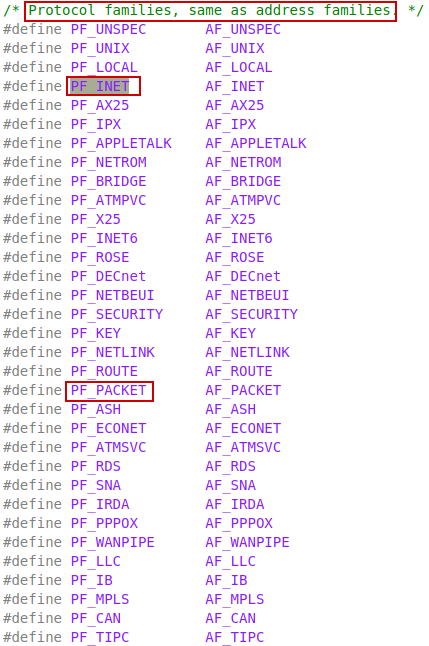 /* Protocol families, same as address families. */
#define PF_UNSPEC AF_UNSPEC
#define PF_UNIX AF_UNIX
#define PF_LOCAL AF_LOCAL
#define PF_INET AF_INET
#define PF_AX25 AF_AX25
#define PF_IPX AF_IPX
#define PF_APPLETALK AF_APPLETALK
#define PF_NETROM AF_NETROM
#define PF_BRIDGE AF_BRIDGE
#define PF_ATMPVC AF_ATMPVC
#define PF_X25 AF_X25
#define PF_INET6 AF_INET6
#define PF_ROSE AF_ROSE
#define PF_DECnet AF_DECnet
#define PF_NETBEUI AF_NETBEUI
#define PF_SECURITY AF_SECURITY
#define PF_KEY AF_KEY
#define PF_NETLINK AF_NETLINK
#define PF_ROUTE AF_ROUTE
#define PF_PACKET AF_PACKET
#define PF_ASH AF_ASH
#define PF_ECONET AF_ECONET
#define PF_ATMSVC AF_ATMSVC
#define PF_RDS AF_RDS
#define PF_SNA AF_SNA
#define PF_IRDA AF_IRDA
#define PF_PPPOX AF_PPPOX
#define PF_WANPIPE AF_WANPIPE
#define PF_LLC AF_LLC
#define PF_IB AF_IB
#define PF_MPLS AF_MPLS
#define PF_CAN AF_CAN
#define PF_TIPC AF_TIPC